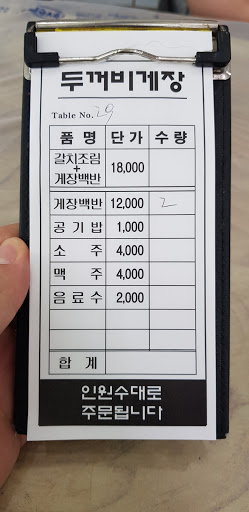 두꺼비게장
Table No. 29
품 명 단 가 수 량
갈치조림
+
게장백반 18,000
게장백반 12,000 2
공 기 밥 1,000
소 주 4,000
맥 주 4,000
음 료 수 2,000
합 계
인원수대로
주문됩니다